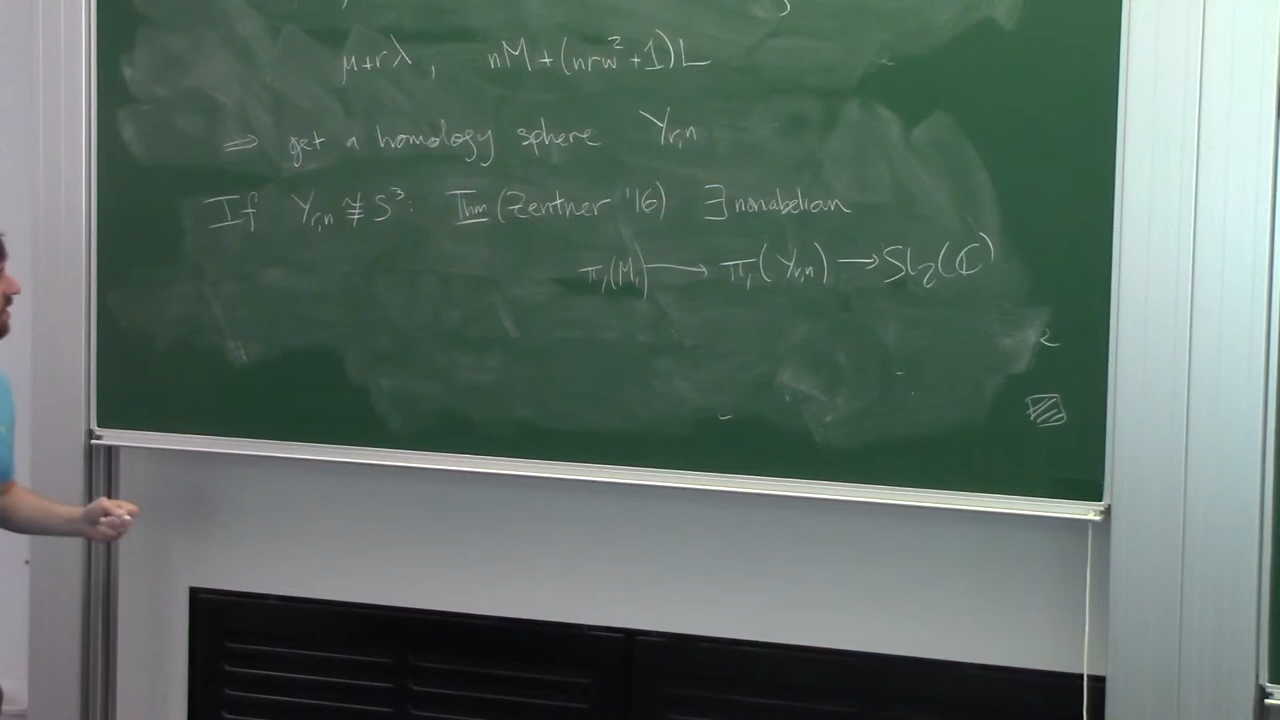 μ+rλ, nM+(nrw²+1)L
⇒ get a homology sphere Y_{r,n}
If Y_{r,n} ≇ S³: Thm (Zentner '16) ∃ nonabelian
π₁(M₁) → π₁(Y_{r,n}) → SL₂(ℂ)